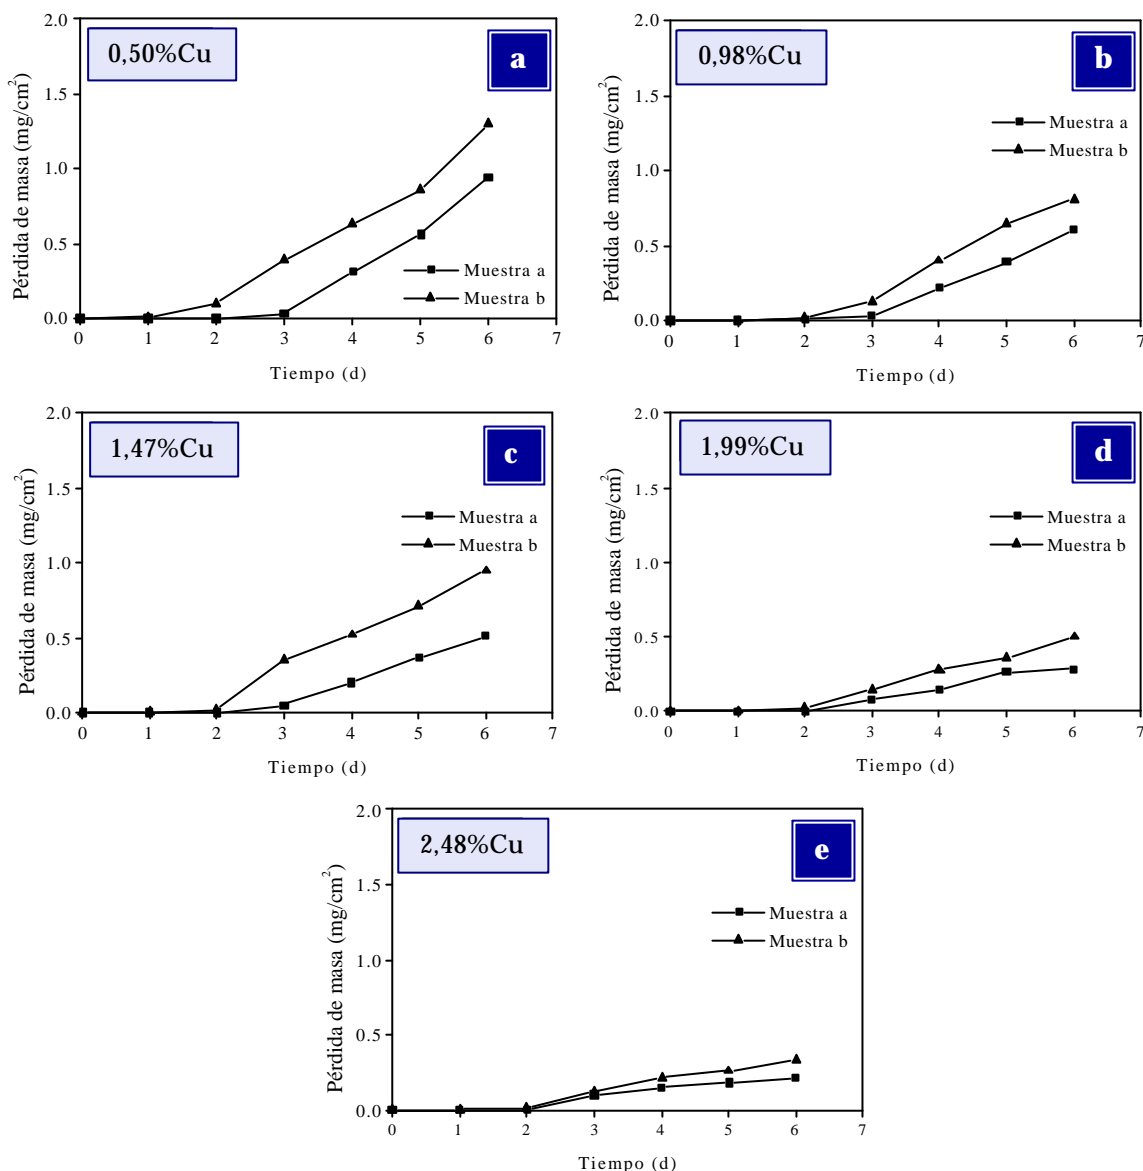 0,50%Cu
a
Pérdida de masa (mg/cm²)
2.0
1.5
1.0
0.5
0.0
Muestra a
Muestra b
0 1 2 3 4 5 6 7
Tiempo (d)
0,98%Cu
b
Pérdida de masa (mg/cm²)
2.0
1.5
1.0
0.5
0.0
Muestra a
Muestra b
0 1 2 3 4 5 6 7
Tiempo (d)
1,47%Cu
c
Pérdida de masa (mg/cm²)
2.0
1.5
1.0
0.5
0.0
Muestra a
Muestra b
0 1 2 3 4 5 6 7
Tiempo (d)
1,99%Cu
d
Pérdida de masa (mg/cm²)
2.0
1.5
1.0
0.5
0.0
Muestra a
Muestra b
0 1 2 3 4 5 6 7
Tiempo (d)
2,48%Cu
e
Pérdida de masa (mg/cm²)
2.0
1.5
1.0
0.5
0.0
Muestra a
Muestra b
0 1 2 3 4 5 6 7
Tiempo (d)